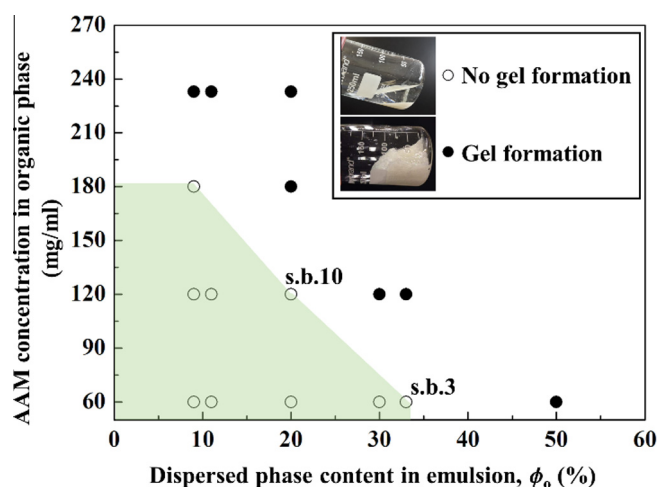 270
240
210
180
150
120
90
60
AAM concentration in organic phase
(mg/ml)
No gel formation
Gel formation
s.b.10
s.b.3
0 10 20 30 40 50 60
Dispersed phase content in emulsion, ϕₒ (%)